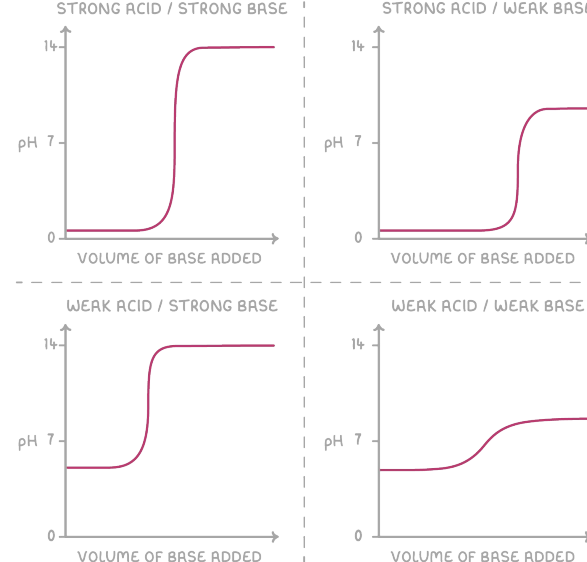 STRONG ACID / STRONG BASE
14
pH 7
0
VOLUME OF BASE ADDED
STRONG ACID / WEAK BAS
14
pH 7
0
VOLUME OF BASE ADDED
WEAK ACID / STRONG BASE
14
pH 7
0
VOLUME OF BASE ADDED
WEAK ACID / WEAK BASE
14
pH 7
0
VOLUME OF BASE ADDED